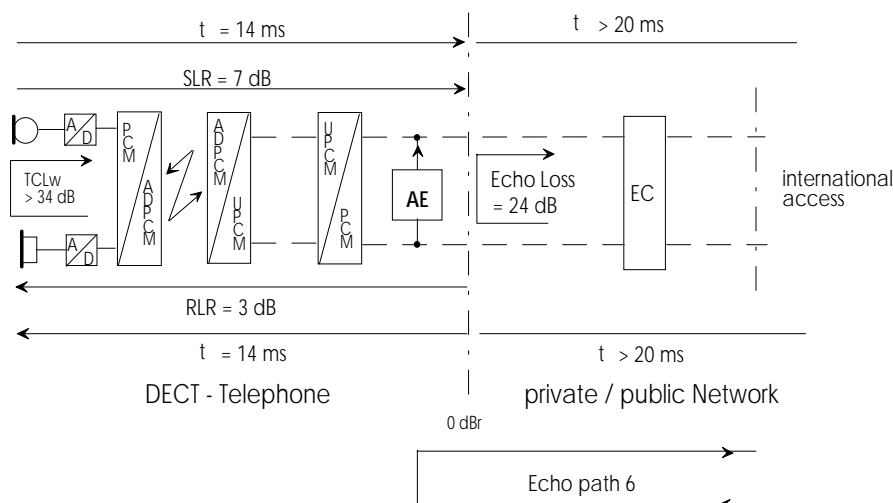 t = 14 ms
t > 20 ms
SLR = 7 dB
A
D
PCM
ADPCM
ADPCM
UPCM
UPCM
PCM
TCLw
> 34 dB
AE
Echo Loss
= 24 dB
EC
international
access
A
D
RLR = 3 dB
t = 14 ms
t > 20 ms
DECT - Telephone
private / public Network
0 dBr
Echo path 6